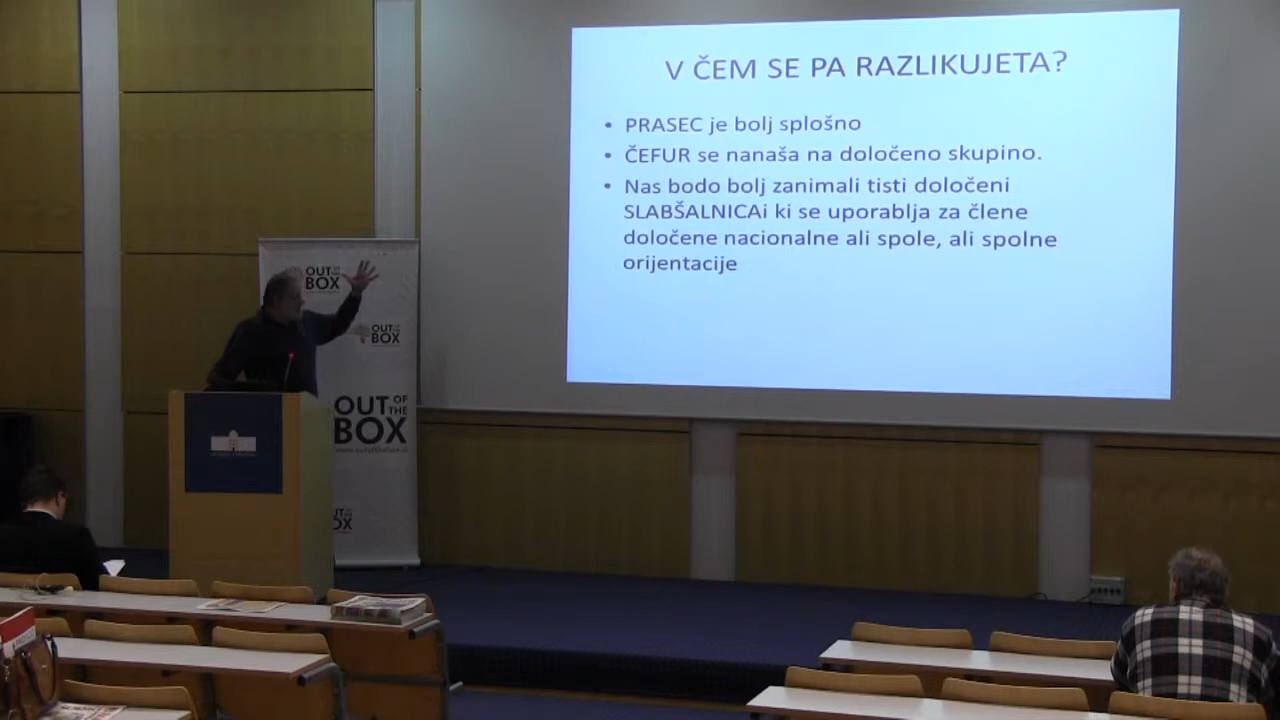 V ČEM SE PA RAZLIKUJETA?
• PRASEC je bolj splošno
• ČEFUR se nanaša na določeno skupino.
• Nas bodo bolj zanimali tisti določeni
SLABŠALNICAi ki se uporablja za člene
določene nacionalne ali spole, ali spolne
orijentacije
OUT OF THE
BOX
OUT OF THE
BOX
OUT OF THE
BOX